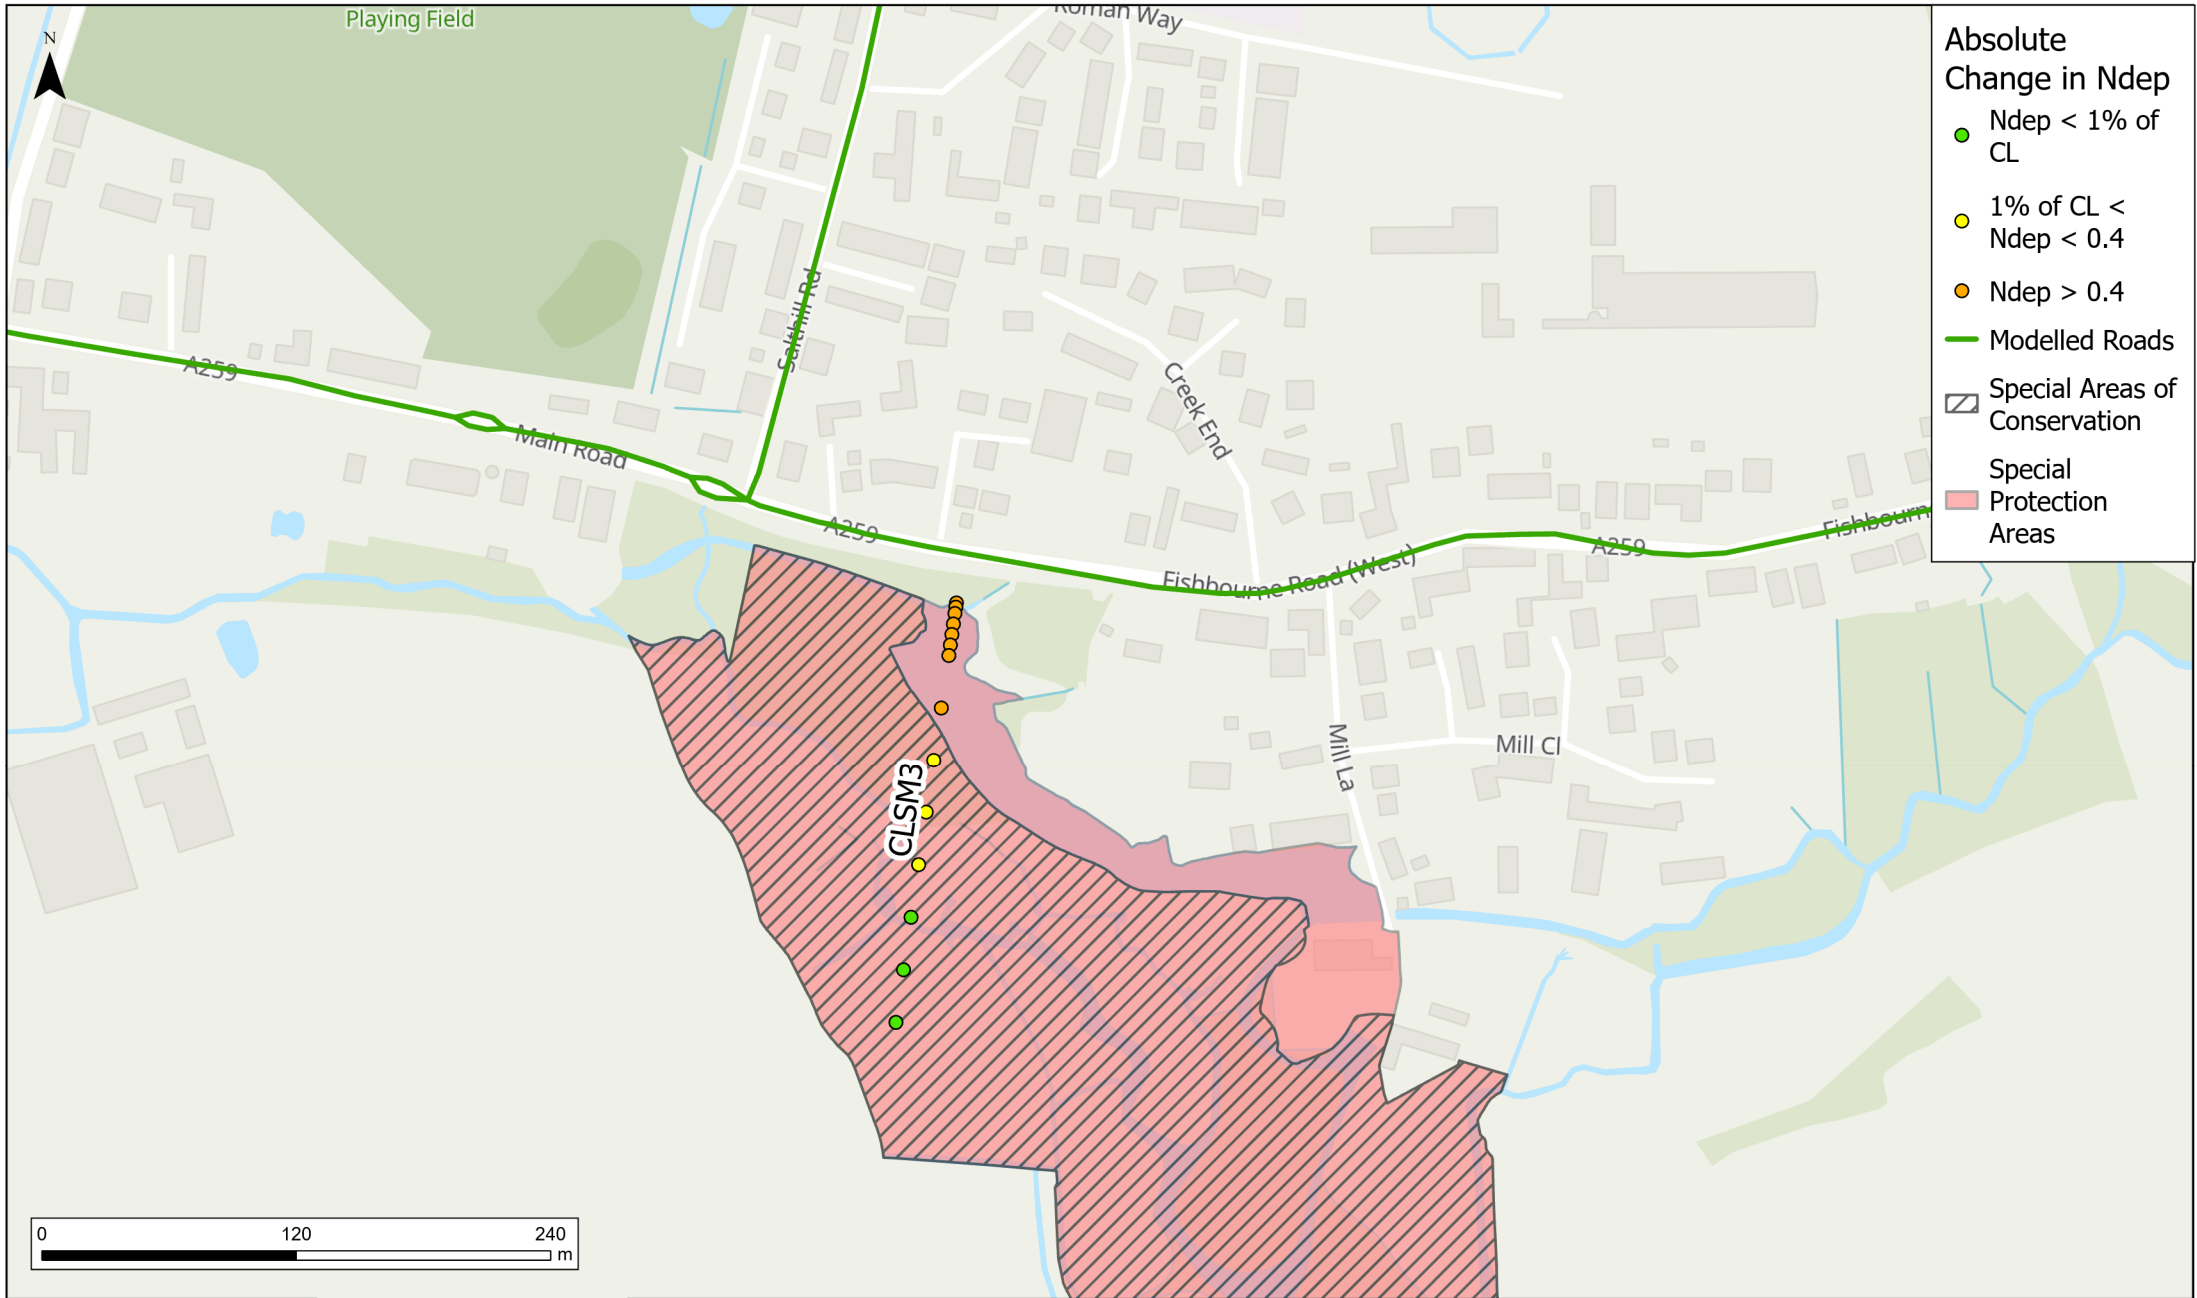 Playing Field
Roman Way
N
Absolute
Change in Ndep
Ndep < 1% of
CL
1% of CL <
Ndep < 0.4
Ndep > 0.4
Modelled Roads
Special Areas of
Conservation
Special
Protection
Areas
Salthill Rd
A259
Main Road
Creek End
A259
Fishbourne Road (West)
A259
Fishbourn
Mill La
Mill Cl
CLSM3
0 120 240
m